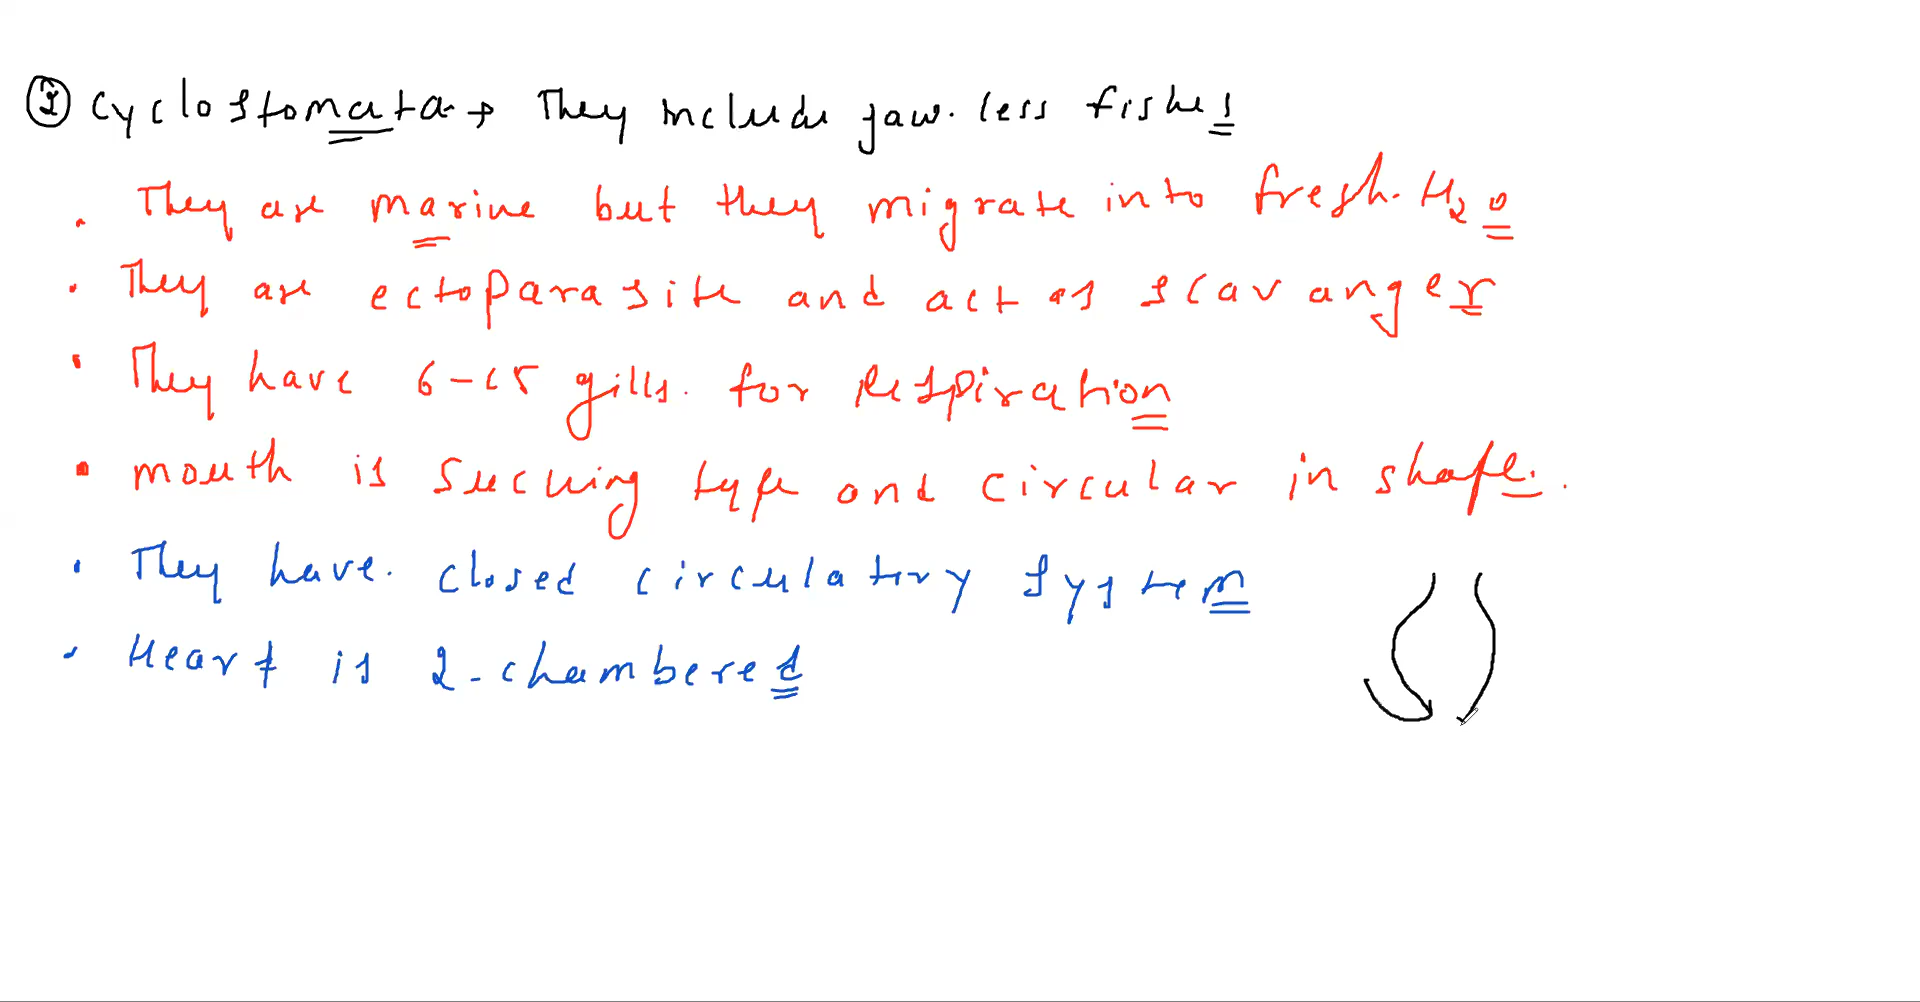 ① Cyclostomata → They include jaw-less fishes
• They are marine but they migrate into fresh-H₂O
• They are ectoparasite and act as scavanger
• They have 6-15 gills. for Respiration
• mouth is sucking type and circular in shape.
• They have. closed circulatory system
• Heart is 2-chambered